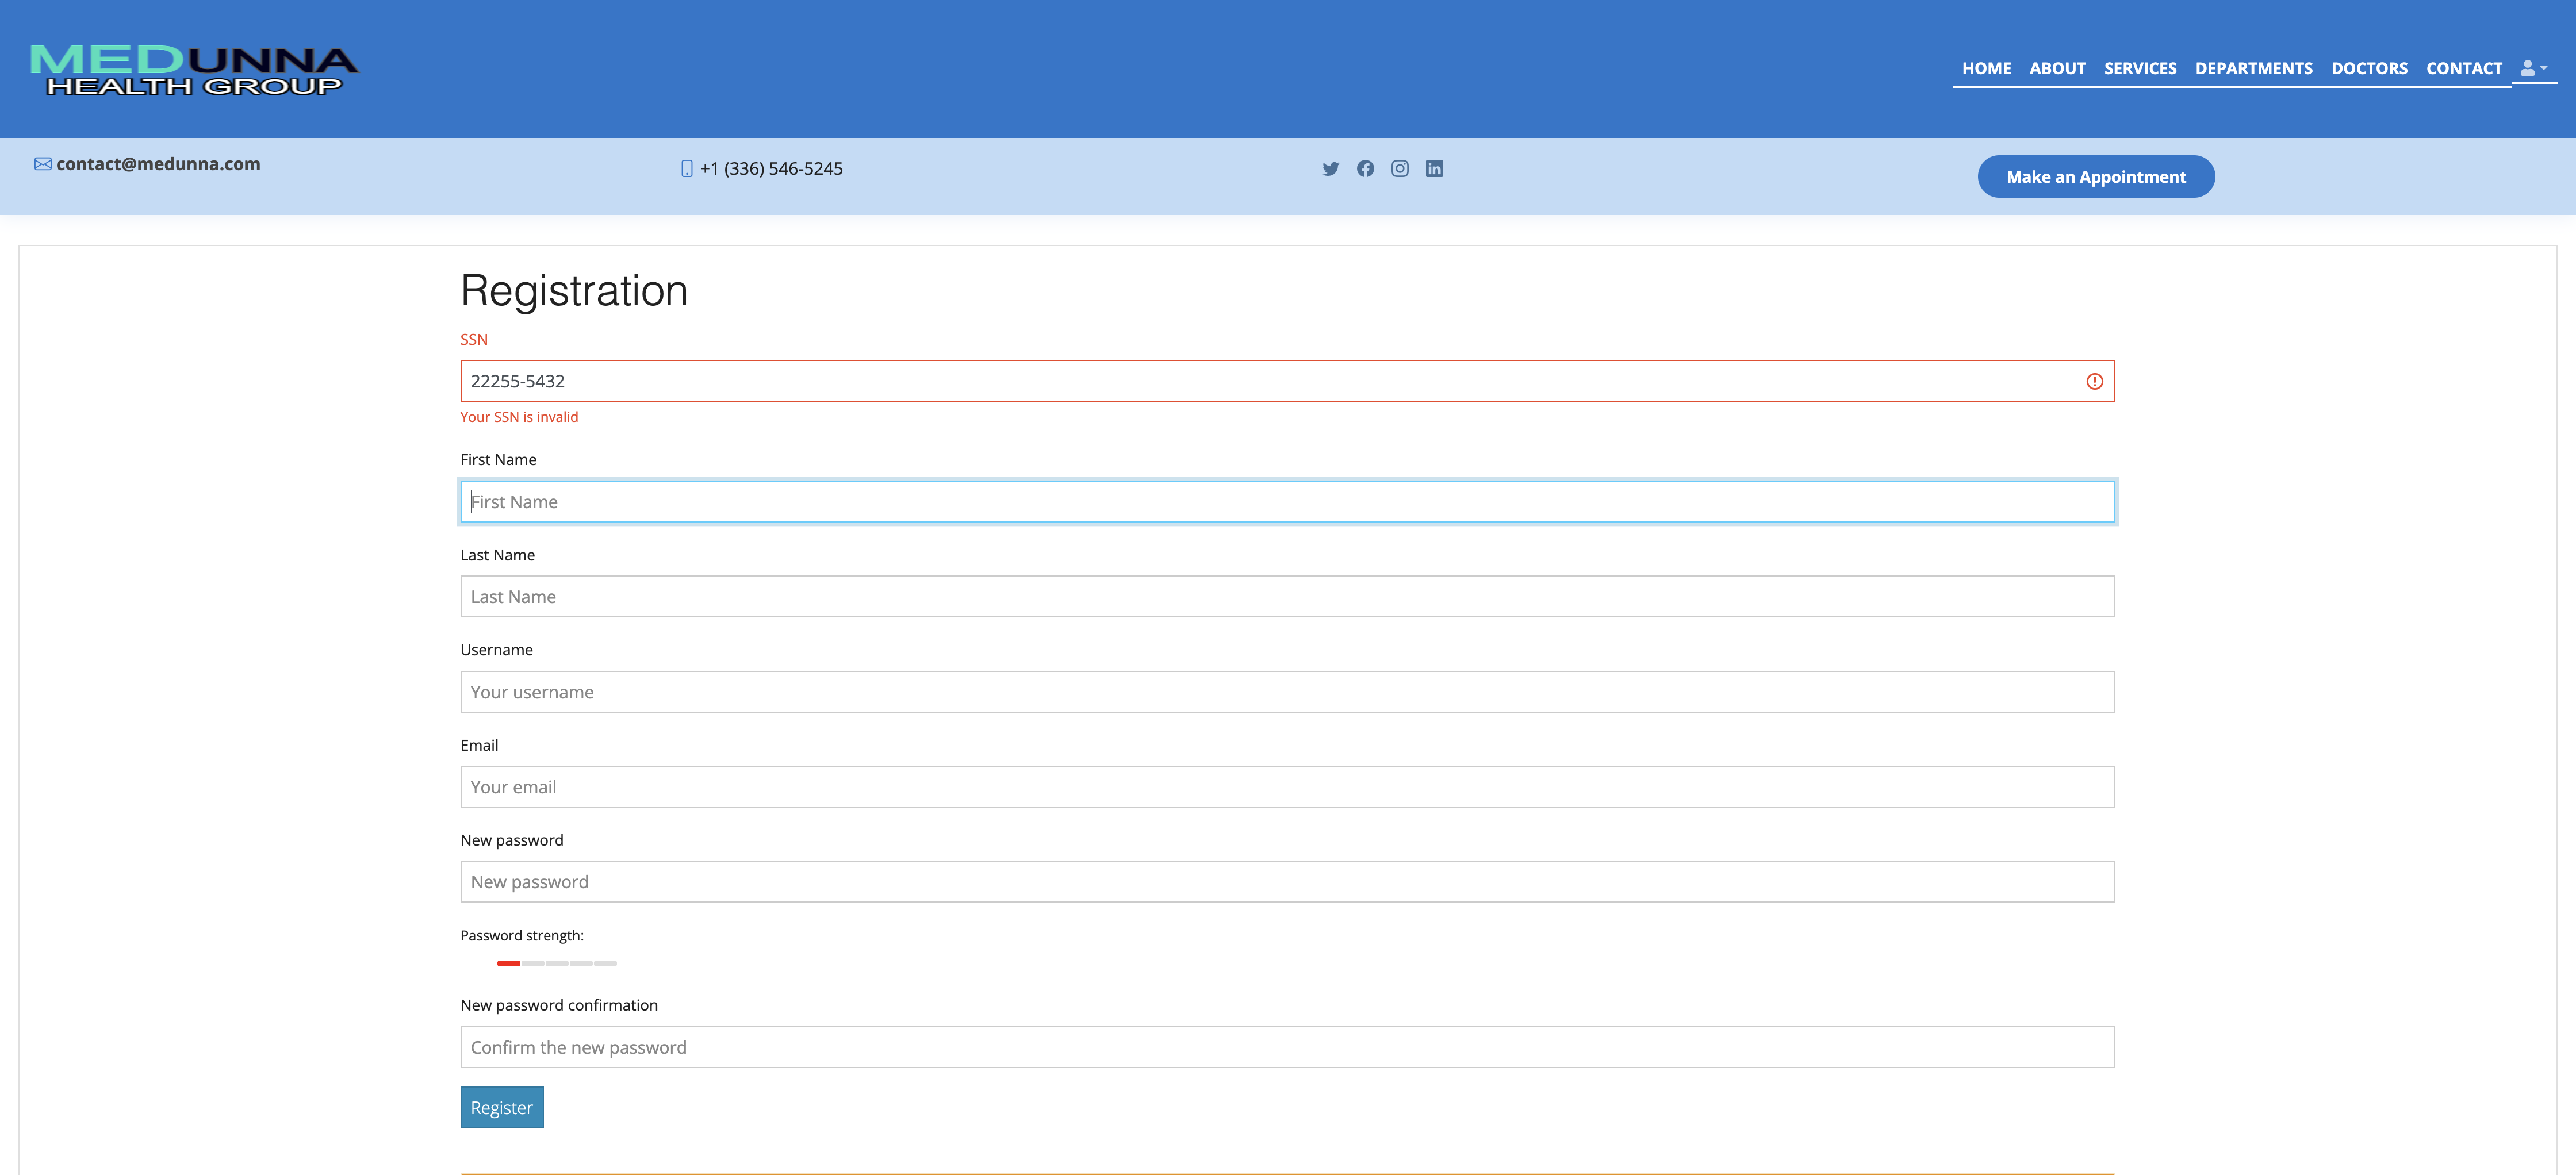 MEDUNNA
HEALTH GROUP
HOME ABOUT SERVICES DEPARTMENTS DOCTORS CONTACT
contact@medunna.com +1 (336) 546-5245 Make an Appointment
Registration
SSN
22255-5432
Your SSN is invalid
First Name
First Name
Last Name
Last Name
Username
Your username
Email
Your email
New password
New password
Password strength:
New password confirmation
Confirm the new password
Register